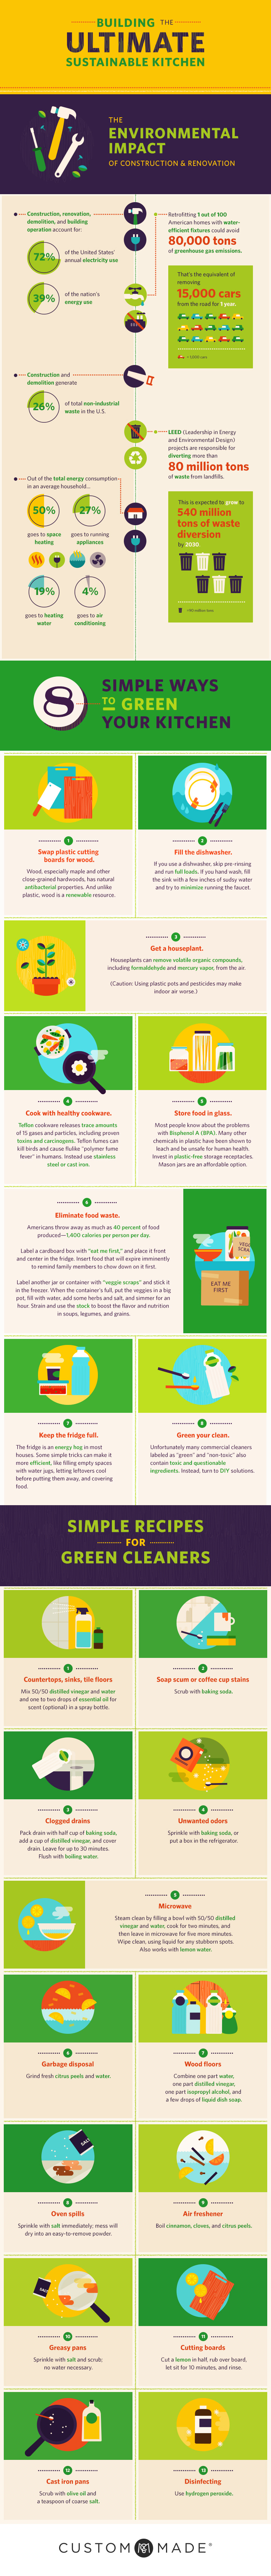 BUILDING THE
ULTIMATE
SUSTAINABLE KITCHEN
THE
ENVIRONMENTAL
IMPACT
OF CONSTRUCTION & RENOVATION
Construction, renovation,
demolition, and building
operation account for:
72%
of the United States'
annual electricity use
39%
of the nation's
energy use
Retrofitting 1 out of 100
American homes with water-
efficient fixtures could avoid
80,000 tons
of greenhouse gas emissions.
That's the equivalent of
removing
15,000 cars
from the road for 1 year.
= 1,000 cars
Construction and
demolition generate
26%
of total non-industrial
waste in the U.S.
LEED (Leadership in Energy
and Environmental Design)
projects are responsible for
diverting more than
80 million tons
of waste from landfills.
Out of the total energy consumption
in an average household...
50%
goes to space
heating
27%
goes to running
appliances
19%
goes to heating
water
4%
goes to air
conditioning
This is expected to grow to
540 million
tons of waste
diversion
by 2030.
8
SIMPLE WAYS
TO GREEN
YOUR KITCHEN
1
Swap plastic cutting
boards for wood.
Wood, especially maple and other
close-grained hardwoods, has natural
antibacterial properties. And unlike
plastic, wood is a renewable resource.
2
Fill the dishwasher.
If you use a dishwasher, skip pre-rinsing
and run full loads. If you hand wash, fill
the sink with a few inches of sudsy water
and try to minimize running the faucet.
3
Get a houseplant.
Houseplants can remove volatile organic compounds,
including formaldehyde and mercury vapor, from the air.
(Caution: Using plastic pots and pesticides may make
indoor air worse.)
4
Cook with healthy cookware.
Teflon cookware releases trace amounts
of 15 gases and particles, including proven
toxins and carcinogens. Teflon fumes can
kill birds and cause flulike "polymer fume
fever" in humans. Instead use stainless
steel or cast iron.
5
Store food in glass.
Most people know about the problems
with Bisphenol A (BPA). Many other
chemicals in plastic have been shown to
leach and be unsafe for human health.
Invest in plastic-free storage receptacles.
Mason jars are an affordable option.
6
Eliminate food waste.
Americans throw away as much as 40 percent of food
produce—1,400 calories per person per day.
Label a cardboard box with "eat me first," and place it front
and center in the fridge. Insert food that will expire imminently
to remind family members to chow down on it first.
Label another jar or container with "veggie scraps" and stick it
in the freezer. When the container's full, put the veggies in a big
pot, fill with water, add some herbs and salt, and simmer for an
hour. Strain and use the stock to boost the flavor and nutrition
in soups, legumes, and grains.
EAT ME
FIRST
7
Keep the fridge full.
The fridge is an energy hog in most
houses. Some simple tricks can make it
more efficient, like filling empty spaces
with water jugs, letting leftovers cool
before putting them away, and covering
food.
8
Green your clean.
Unfortunately many commercial cleaners
labeled as "green" and "non-toxic" also
contain toxic and questionable
ingredients. Instead, turn to DIY solutions.
SIMPLE RECIPES
FOR
GREEN CLEANERS
1
Countertops, sinks, tile floors
Mix 50/50 distilled vinegar and water
and one to two drops of essential oil for
scent (optional) in a spray bottle.
2
Soap scum or coffee cup stains
Scrub with baking soda.
3
Clogged drains
Pack drain with half cup of baking soda,
add a cup of distilled vinegar, and cover
drain. Leave for up to 30 minutes.
Flush with boiling water.
4
Unwanted odors
Sprinkle with baking soda, or
put a box in the refrigerator.
5
Microwave
Steam clean by filling a bowl with 50/50 distilled
vinegar and water, cook for two minutes, and
then leave in microwave for five more minutes.
Wipe clean, using liquid for any stubborn spots.
Also works with lemon water.
6
Garbage disposal
Grind fresh citrus peels and water.
7
Wood floors
Combine one part water,
one part distilled vinegar,
one part isopropyl alcohol, and
a few drops of liquid dish soap.
8
Oven spills
Sprinkle with salt immediately; mess will
dry into an easy-to-remove powder.
9
Air freshener
Boil cinnamon, cloves, and citrus peels.
10
Greasy pans
Sprinkle with salt and scrub;
no water necessary.
11
Cutting boards
Cut a lemon in half, rub over board,
let sit for 10 minutes, and rinse.
12
Cast iron pans
Scrub with olive oil and
a teaspoon of coarse salt.
13
Disinfecting
Use hydrogen peroxide.
CUSTOM MADE